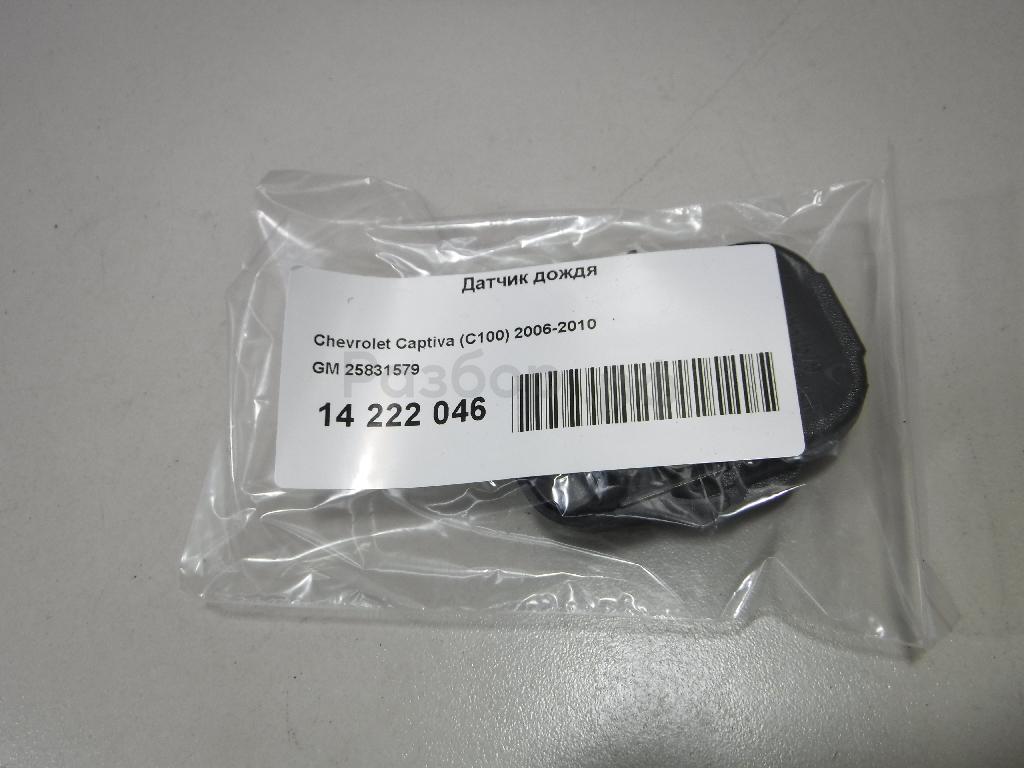 Датчик дождя
Chevrolet Captiva (C100) 2006-2010
GM 25831579
14 222 046